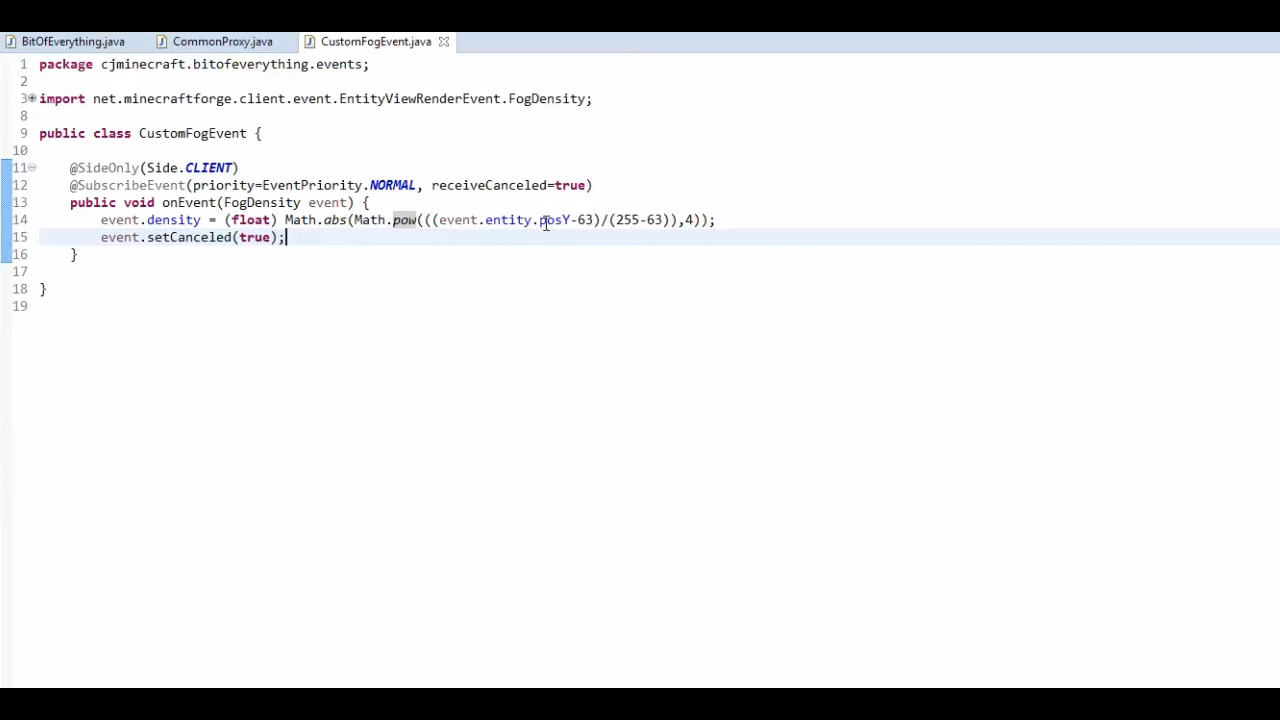 BitOfEverything.java CommonProxy.java CustomFogEvent.java
1 package cjminecraft.bitofeverything.events;
2
3 import net.minecraftforge.client.event.EntityViewRenderEvent.FogDensity;
8
9 public class CustomFogEvent {
10
11 @SideOnly(Side.CLIENT)
12 @SubscribeEvent(priority=EventPriority.NORMAL, receiveCanceled=true)
13 public void onEvent(FogDensity event) {
14 event.density = (float) Math.abs(Math.pow(((event.entity.posY-63)/(255-63)),4));
15 event.setCanceled(true);
16 }
17
18 }
19